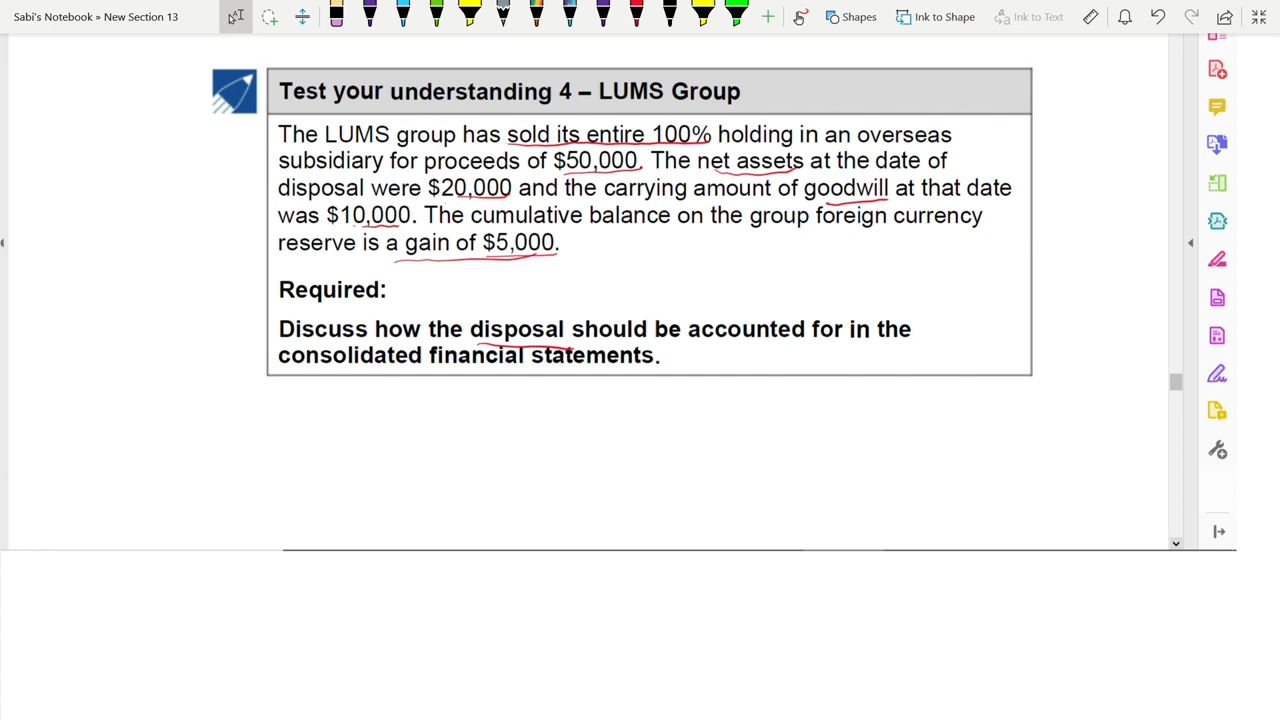 Sabi's Notebook » New Section 13
Shapes
Ink to Shape
Ink to Text
Test your understanding 4 – LUMS Group
The LUMS group has sold its entire 100% holding in an overseas
subsidiary for proceeds of $50,000. The net assets at the date of
disposal were $20,000 and the carrying amount of goodwill at that date
was $10,000. The cumulative balance on the group foreign currency
reserve is a gain of $5,000.
Required:
Discuss how the disposal should be accounted for in the
consolidated financial statements.